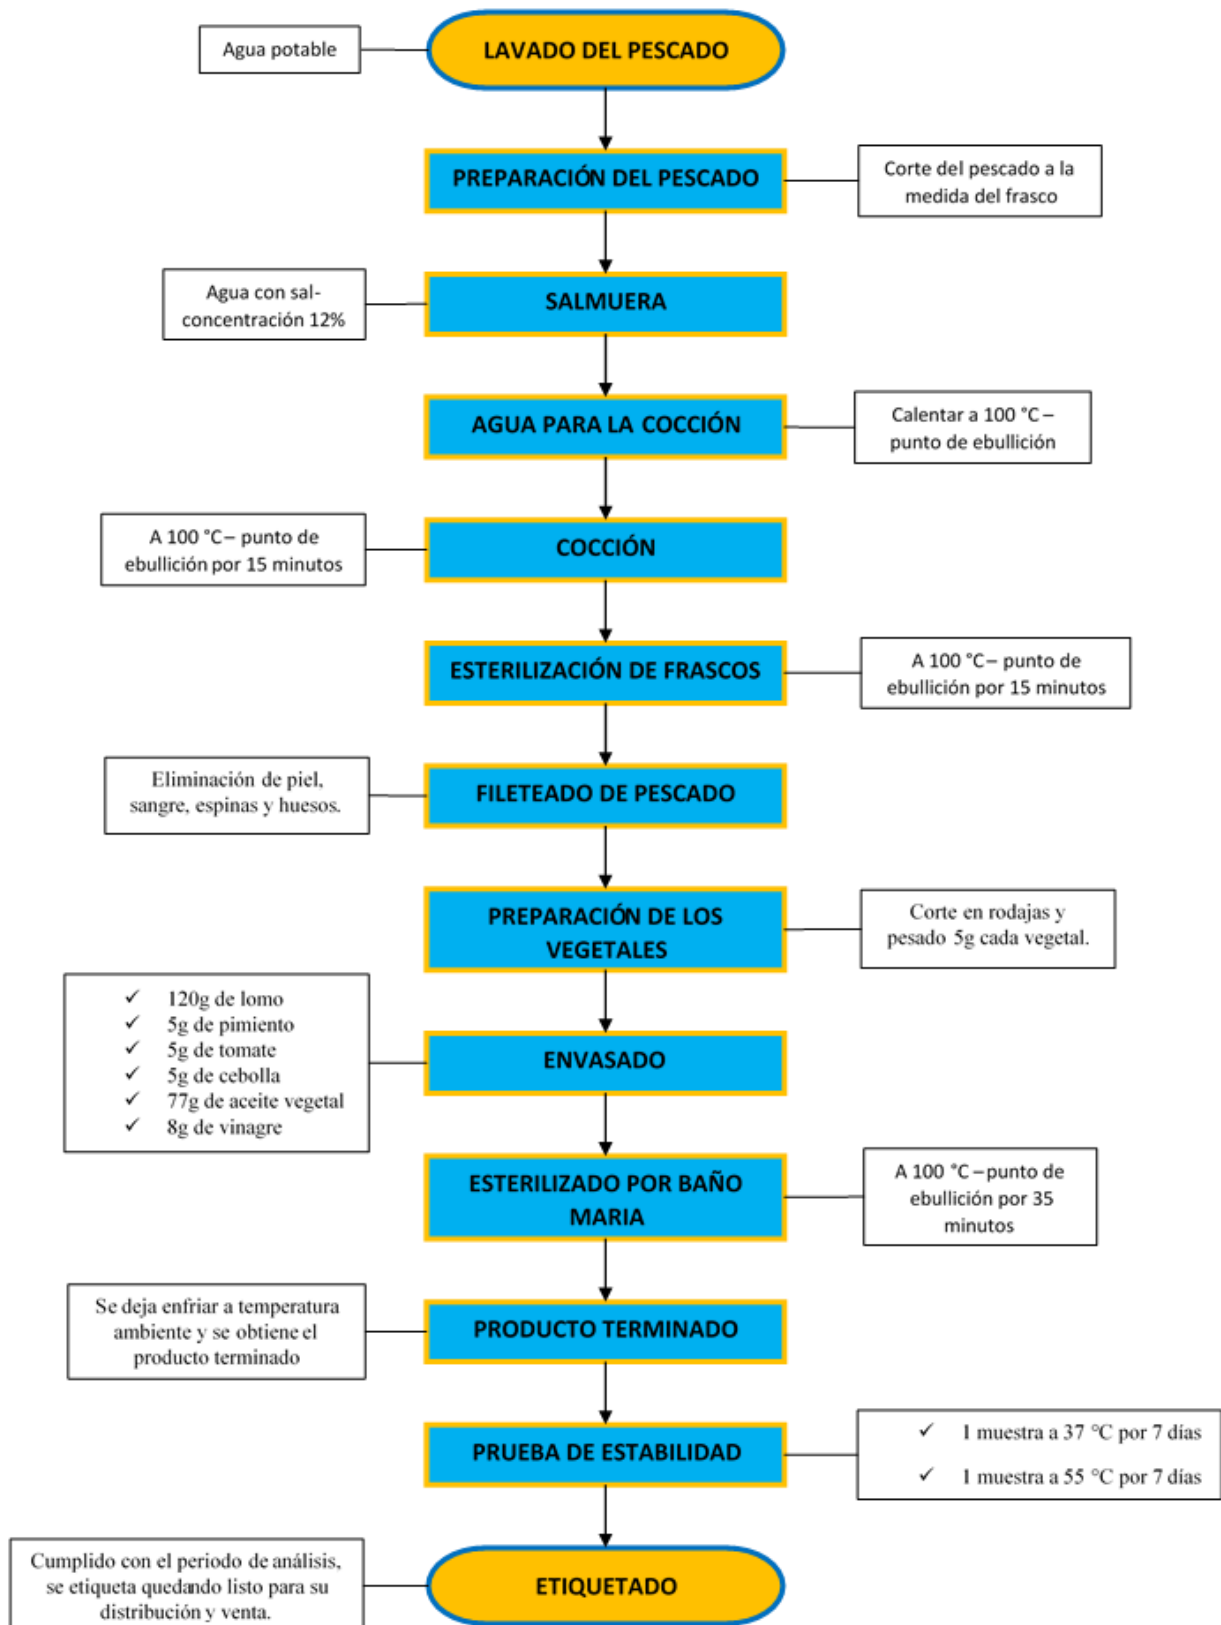 Agua potable
LAVADO DEL PESCADO
PREPARACIÓN DEL PESCADO
Corte del pescado a la
medida del frasco
Agua con sal-
concentración 12%
SALMUERA
AGUA PARA LA COCCIÓN
Calentar a 100 °C –
punto de ebullición
A 100 °C – punto de
ebullición por 15 minutos
COCCIÓN
ESTERILIZACIÓN DE FRASCOS
A 100 °C – punto de
ebullición por 15 minutos
Eliminación de piel,
sangre, espinas y huesos.
FILETEADO DE PESCADO
PREPARACIÓN DE LOS
VEGETALES
Corte en rodajas y
pesado 5g cada vegetal.
✓ 120g de lomo
✓ 5g de pimiento
✓ 5g de tomate
✓ 5g de cebolla
✓ 77g de aceite vegetal
✓ 8g de vinagre
ENVASADO
ESTERILIZADO POR BAÑO
MARIA
A 100 °C – punto de
ebullición por 35
minutos
Se deja enfriar a temperatura
ambiente y se obtiene el
producto terminado
PRODUCTO TERMINADO
PRUEBA DE ESTABILIDAD
✓ 1 muestra a 37 °C por 7 días
✓ 1 muestra a 55 °C por 7 días
Cumplido con el periodo de análisis,
se etiqueta quedando listo para su
distribución y venta.
ETIQUETADO